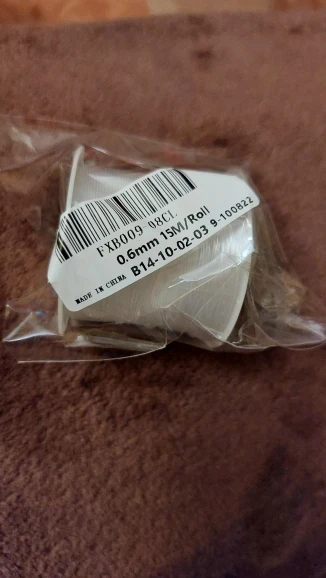 FXB009 08CL
0.6mm 15M/Roll
B14-10-02-03 9-100822
MADE IN CHINA